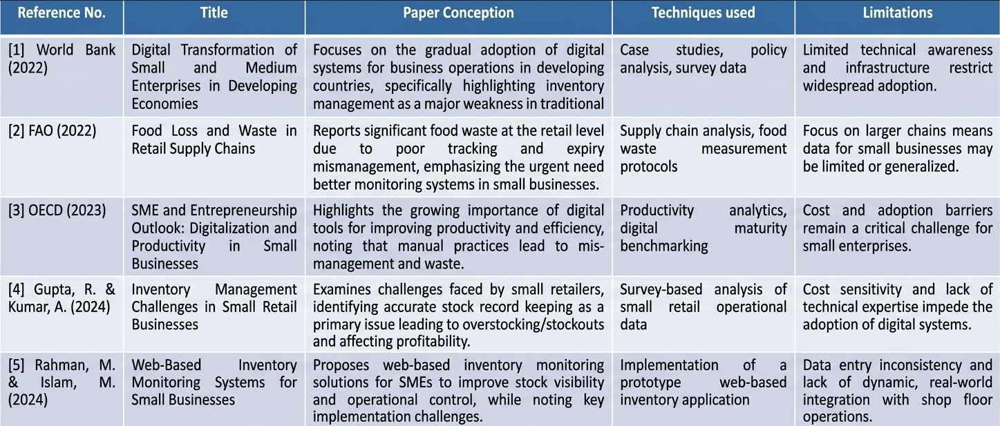 Reference No.
Title
Paper Conception
Techniques used
Limitations
[1] World Bank
(2022)
Digital Transformation of
Small and Medium
Enterprises in Developing
Economies
Focuses on the gradual adoption of digital
systems for business operations in developing
countries, specifically highlighting inventory
management as a major weakness in traditional
Case studies, policy
analysis, survey data
Limited technical awareness
and infrastructure restrict
widespread adoption.
[2] FAO (2022)
Food Loss and Waste in
Retail Supply Chains
Reports significant food waste at the retail level
due to poor tracking and expiry
mismanagement, emphasizing the urgent need
better monitoring systems in small businesses.
Supply chain analysis, food
waste measurement
protocols
Focus on larger chains means
data for small businesses may
be limited or generalized.
[3] OECD (2023)
SME and Entrepreneurship
Outlook: Digitalization and
Productivity in Small
Businesses
Highlights the growing importance of digital
tools for improving productivity and efficiency,
noting that manual practices lead to mis-
management and waste.
Productivity analytics,
digital maturity
benchmarking
Cost and adoption barriers
remain a critical challenge for
small enterprises.
[4] Gupta, R. &
Kumar, A. (2024)
Inventory Management
Challenges in Small Retail
Businesses
Examines challenges faced by small retailers,
identifying accurate stock record keeping as a
primary issue leading to overstocking/stockouts
and affecting profitability.
Survey-based analysis of
small retail operational
data
Cost sensitivity and lack of
technical expertise impede the
adoption of digital systems.
[5] Rahman, M.
& Islam, M.
(2024)
Web-Based Inventory
Monitoring Systems for
Small Businesses
Proposes web-based inventory monitoring
solutions for SMEs to improve stock visibility
and operational control, while noting key
implementation challenges.
Implementation of a
prototype web-based
inventory application
Data entry inconsistency and
lack of dynamic, real-world
integration with shop floor
operations.